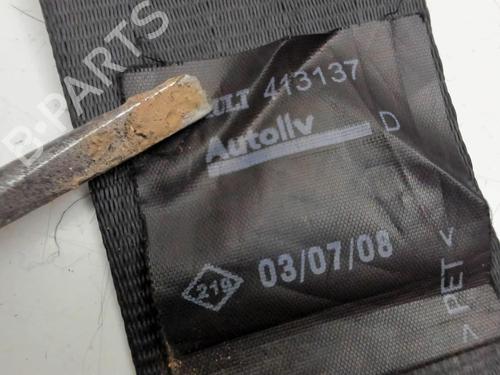 B-PARTS
ULT 413137
Autoliv
D
219 03/07/08
> PET <